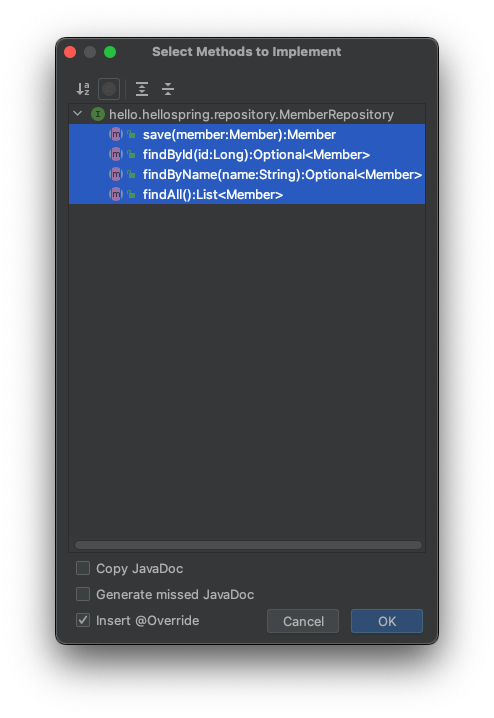 Select Methods to Implement
hello.hellospring.repository.MemberRepository
save(member:Member):Member
findById(id:Long):Optional<Member>
findByName(name:String):Optional<Member>
findAll():List<Member>
Copy JavaDoc
Generate missed JavaDoc
Insert @Override
Cancel
OK